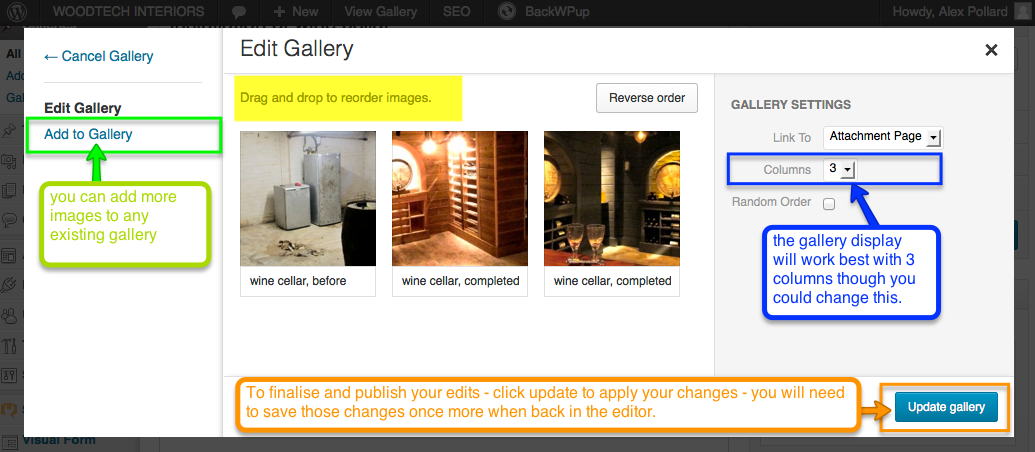 WOODTECH INTERIORS
New
View Gallery
SEO
BackWPup
Howdy, Alex Pollard
All
Add
Gal
← Cancel Gallery
Edit Gallery
Add to Gallery
you can add more
images to any
existing gallery
Edit Gallery
Drag and drop to reorder images.
Reverse order
wine cellar, before
wine cellar, completed
wine cellar, completed
GALLERY SETTINGS
Link To
Attachment Page
Columns
3
Random Order
the gallery display
will work best with 3
columns though you
could change this.
To finalise and publish your edits - click update to apply your changes - you will need
to save those changes once more when back in the editor.
Update gallery
Visual Form